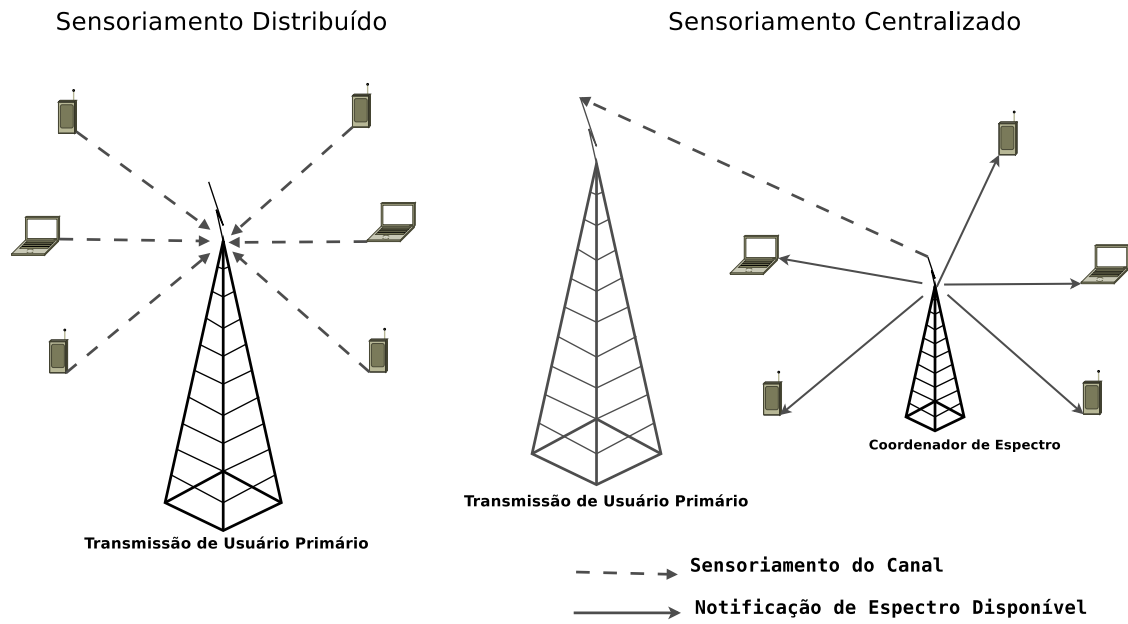 Sensoriamento Distribuído
Sensoriamento Centralizado
Coordenador de Espectro
Transmissão de Usuário Primário
Transmissão de Usuário Primário
Sensoriamento do Canal
Notificação de Espectro Disponível